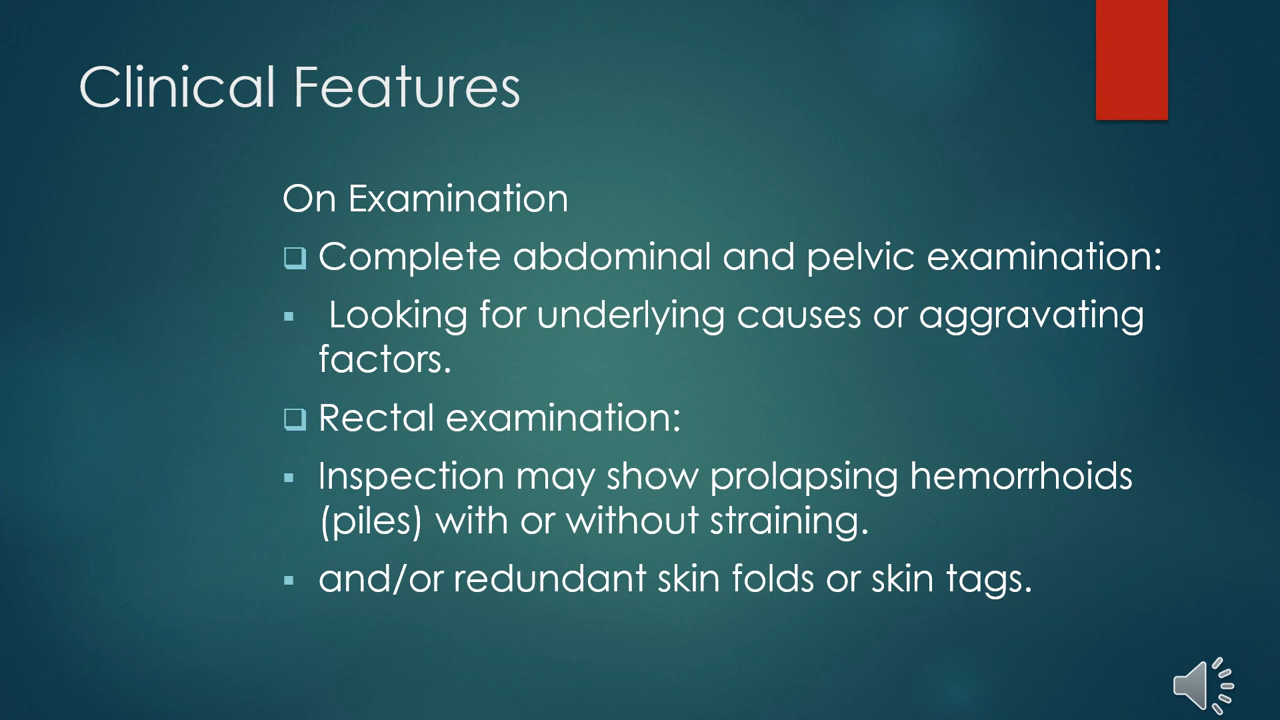 Clinical Features
On Examination
❑ Complete abdominal and pelvic examination:
▪ Looking for underlying causes or aggravating
factors.
❑ Rectal examination:
▪ Inspection may show prolapsing hemorrhoids
(piles) with or without straining.
▪ and/or redundant skin folds or skin tags.